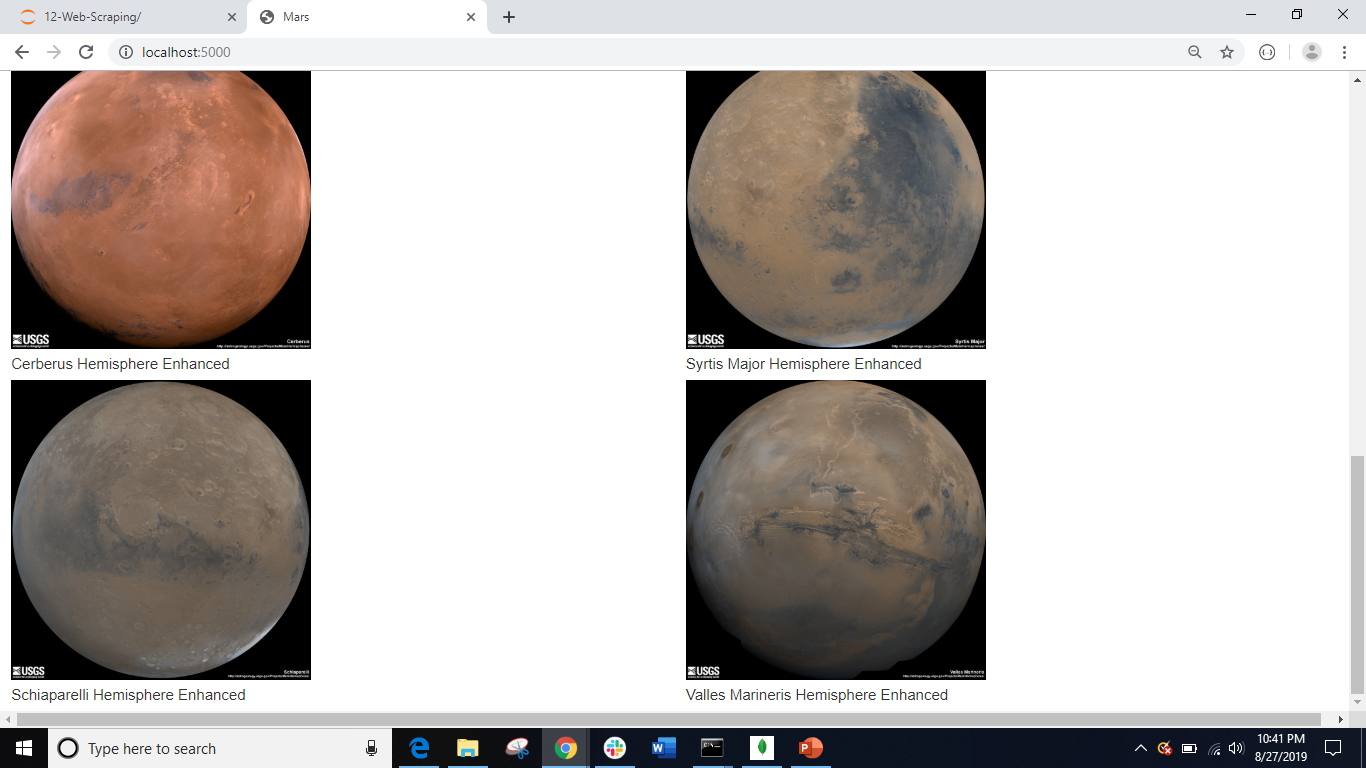 12-Web-Scraping/
Mars
localhost:5000
USGS
Cerberus
USGS
Syrtis Major
Cerberus Hemisphere Enhanced
Syrtis Major Hemisphere Enhanced
USGS
Schiaparelli
USGS
Valles Marineris
Schiaparelli Hemisphere Enhanced
Valles Marineris Hemisphere Enhanced
Type here to search
10:41 PM
8/27/2019